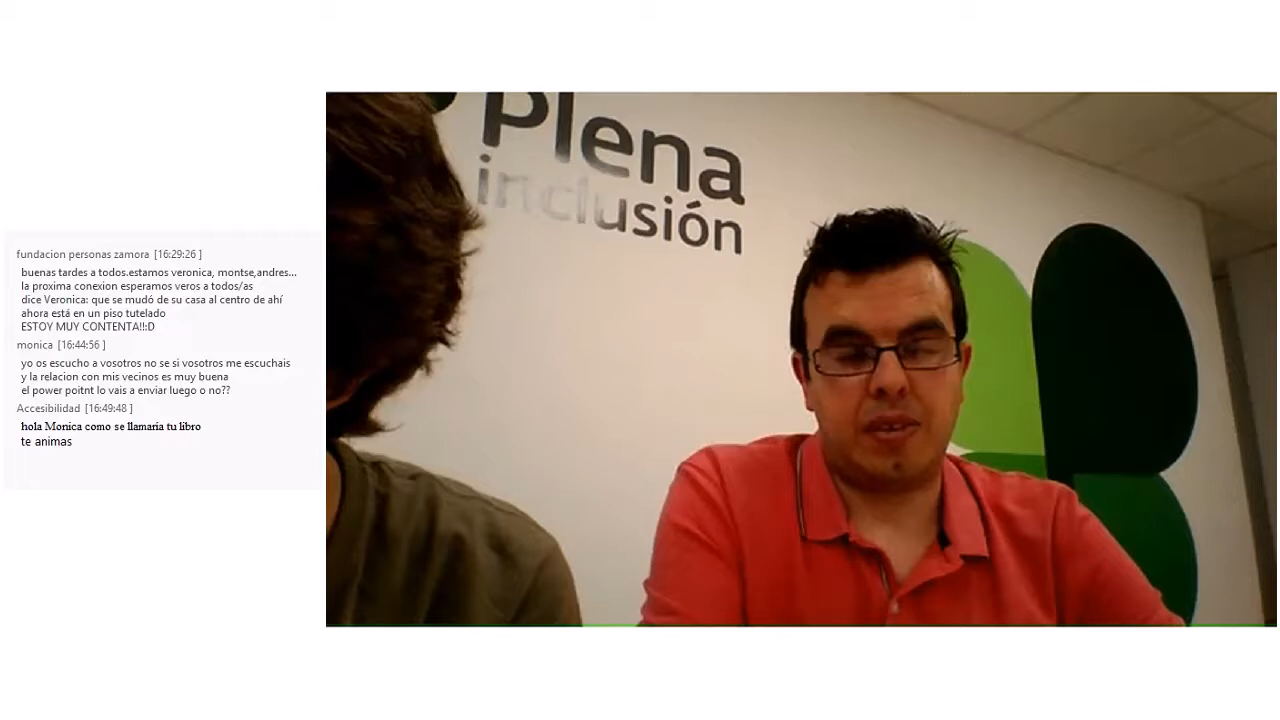 fundacion personas zamora [16:29:26 ]
buenas tardes a todos.estamos veronica, montse,andres...
la proxima conexion esperamos veros a todos/as
dice Veronica: que se mudó de su casa al centro de ahí
ahora está en un piso tutelado
ESTOY MUY CONTENTA!!:D
monica [16:44:56 ]
yo os escucho a vosotros no se si vosotros me escuchais
y la relacion con mis vecinos es muy buena
el power poitnt lo vais a enviar luego o no??
Accesibilidad [16:49:48 ]
hola Monica como se llamaria tu libro
te animas
Plena
inclusión